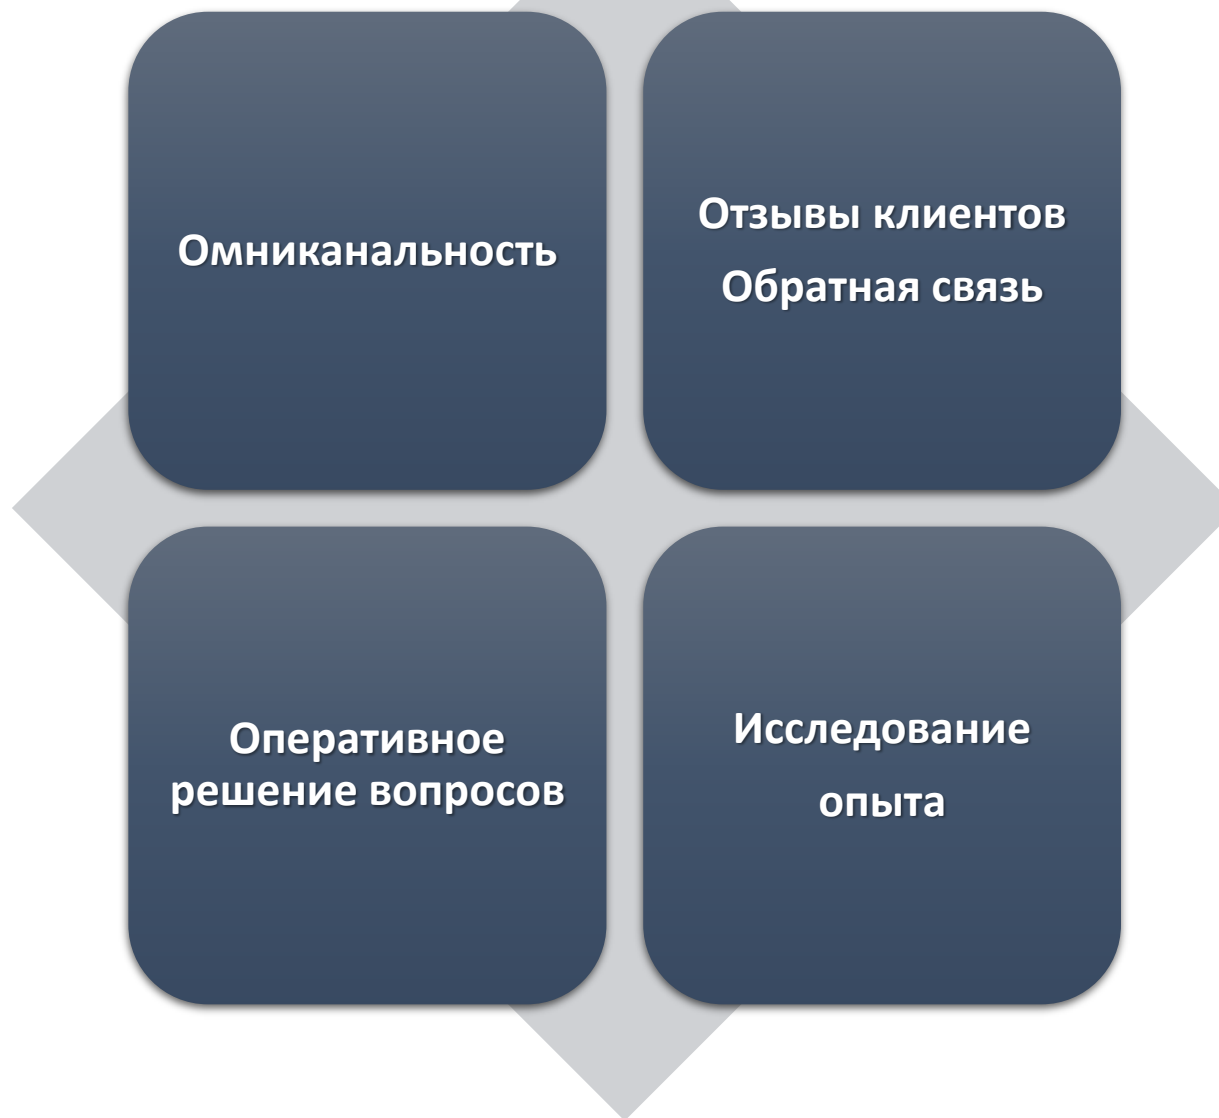 Омниканальность
Отзывы клиентов
Обратная связь
Оперативное
решение вопросов
Исследование
опыта